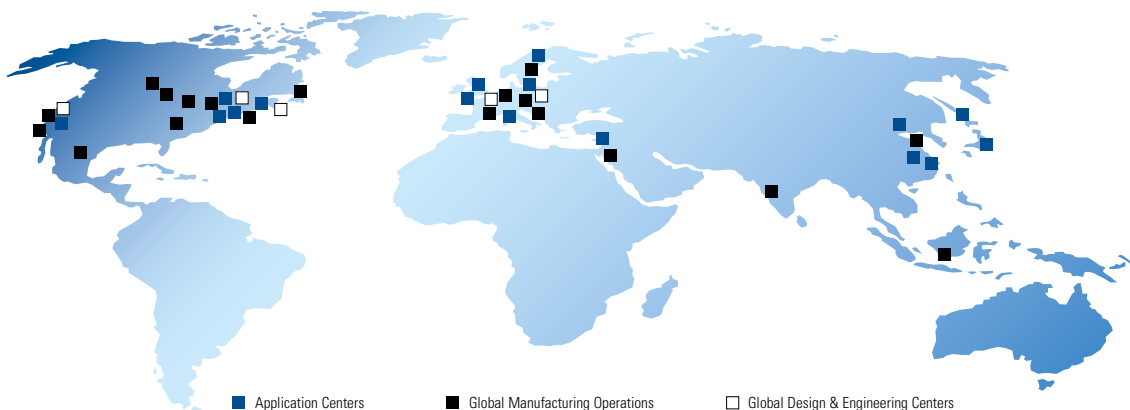 Application Centers
Global Manufacturing Operations
Global Design & Engineering Centers